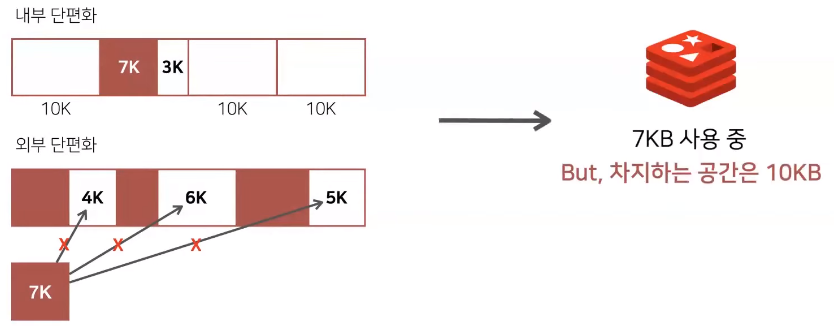 내부 단편화
7K 3K
10K 10K 10K
외부 단편화
4K 6K 5K
X X X
7K
7KB 사용 중
But, 차지하는 공간은 10KB